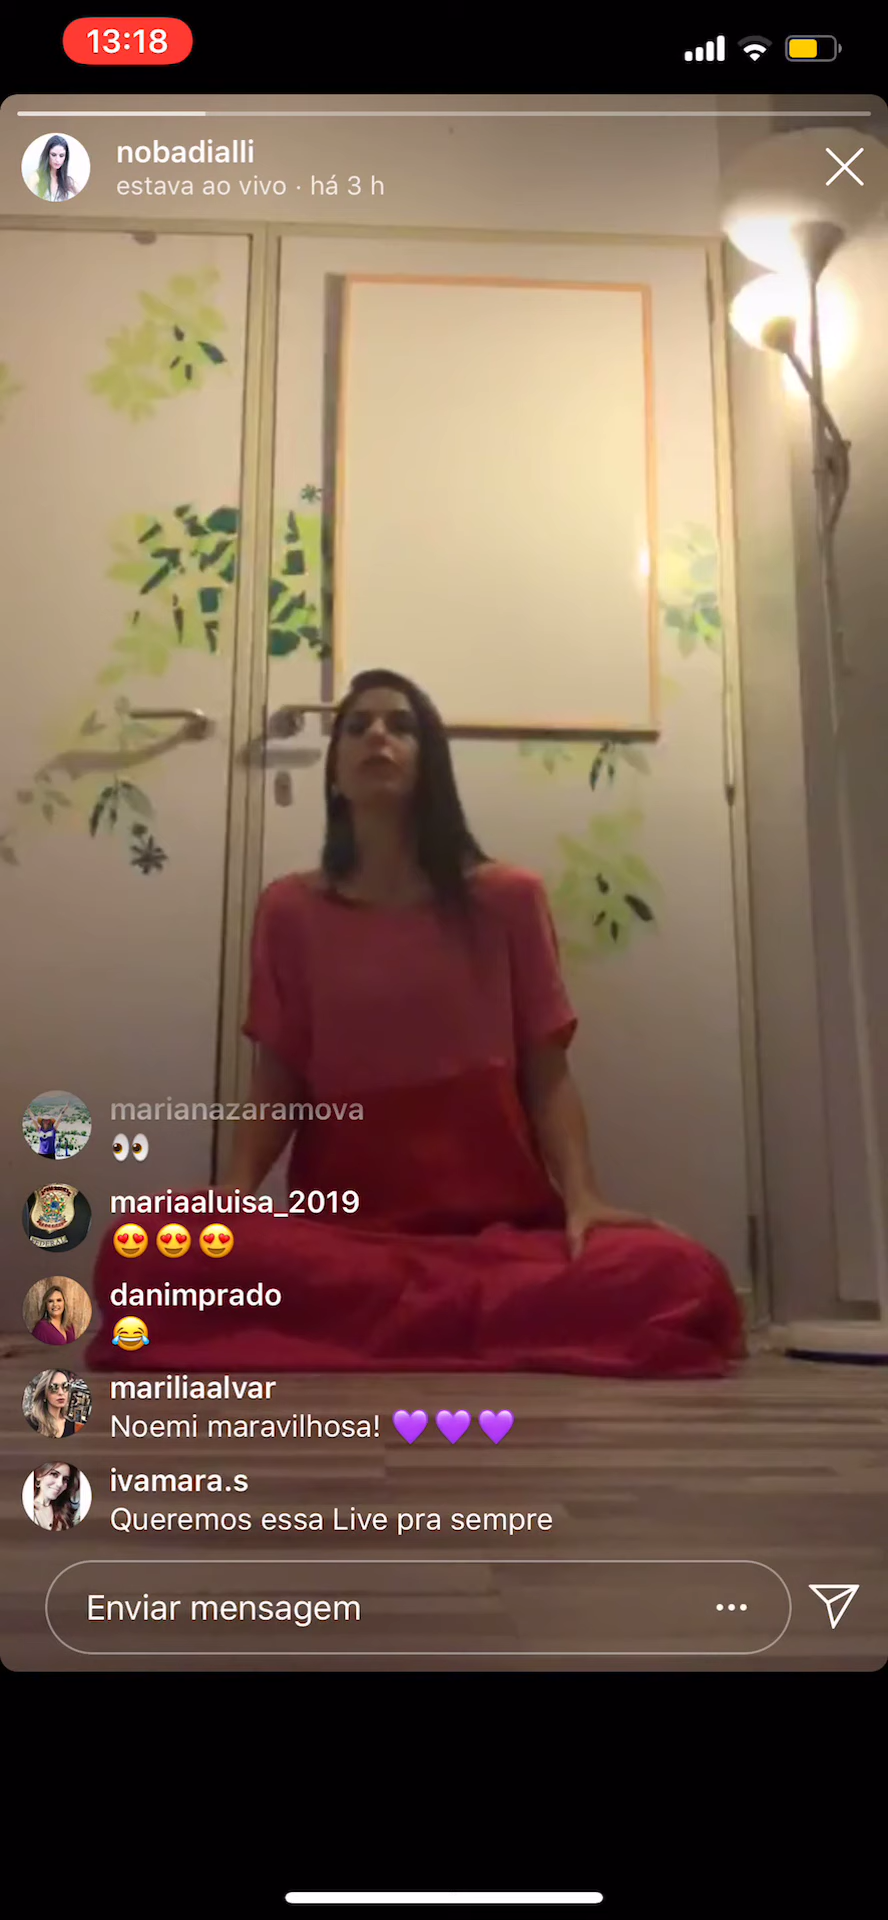 13:18
nobadialli
estava ao vivo · há 3 h
marianazaramova
👀
mariaaluisa_2019
😍😍😍
danimprado
😂
mariliaalvar
Noemi maravilhosa! 💜💜💜
ivamara.s
Queremos essa Live pra sempre
Enviar mensagem